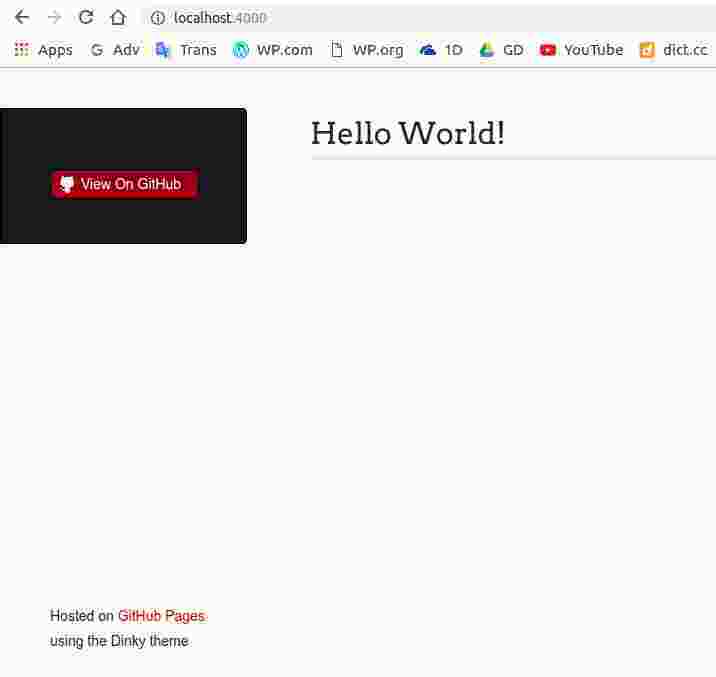 localhost:4000
Apps G Adv Trans WP.com WP.org 1D GD YouTube dict.cc
Hello World!
View On GitHub
Hosted on GitHub Pages
using the Dinky theme